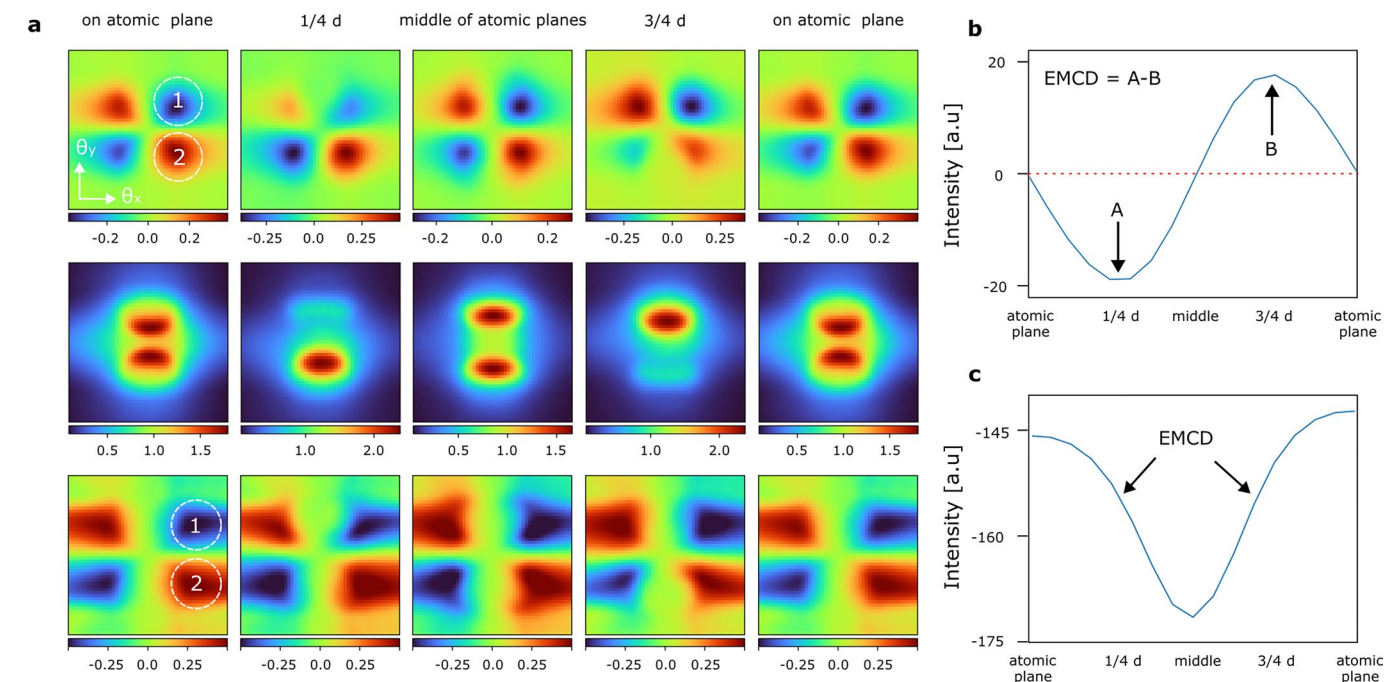 a
on atomic plane 1/4 d middle of atomic planes 3/4 d on atomic plane
1
2
θy
θx
-0.2 0.0 0.2 -0.25 0.0 0.25 -0.2 0.0 0.2 -0.25 0.0 0.25 -0.2 0.0 0.2
0.5 1.0 1.5 1.0 2.0 0.5 1.0 1.5 1.0 2.0 0.5 1.0 1.5
1
2
-0.25 0.0 0.25 -0.25 0.0 0.25 -0.25 0.0 0.25 -0.25 0.0 0.25 -0.25 0.0 0.25
b
Intensity [a.u]
20
0
-20
EMCD = A-B
A
B
atomic plane 1/4 d middle 3/4 d atomic plane
c
Intensity [a.u]
-145
-160
-175
EMCD
atomic plane 1/4 d middle 3/4 d atomic plane